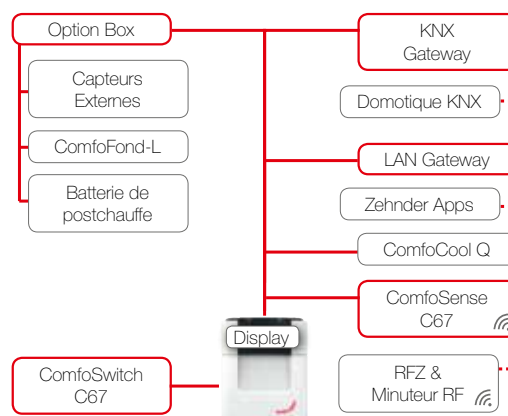 Option Box
KNX
Gateway
Capteurs
Externes
Domotique KNX
ComfoFond-L
LAN Gateway
Batterie de
postchauffe
Zehnder Apps
ComfoCool Q
ComfoSense
C67
Display
ComfoSwitch
C67
RFZ &
Minuteur RF